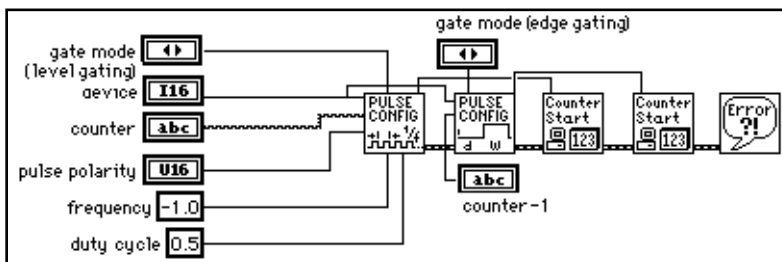 gate mode (edge gating)
gate mode
(level gating)
device
I16
counter
abc
pulse polarity
U16
frequency
-1.0
duty cycle
0.5
PULSE
CONFIG
PULSE
CONFIG
d W
abc
counter-1
Counter
Start
123
Counter
Start
123
Error
?!